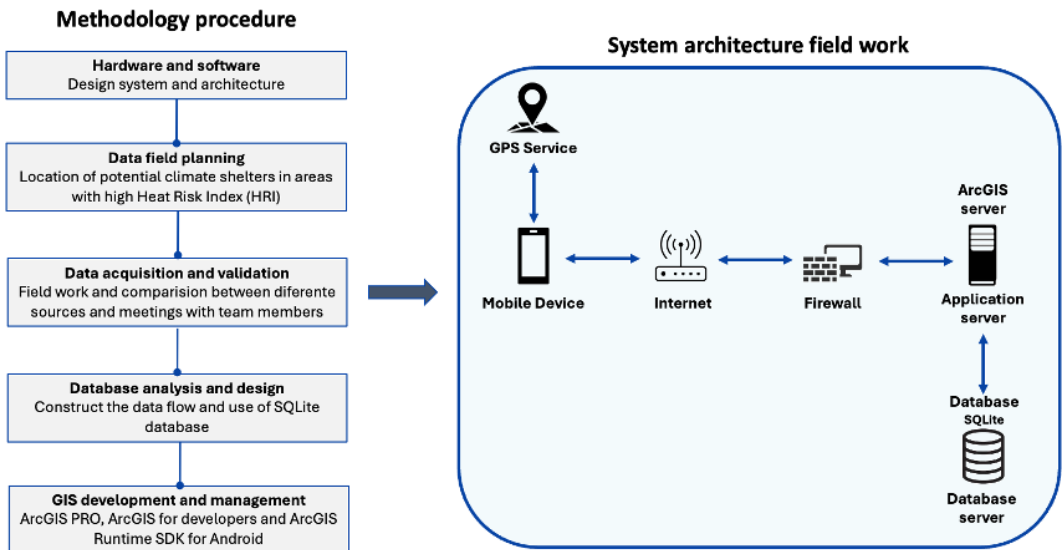 Methodology procedure
Hardware and software
Design system and architecture
Data field planning
Location of potential climate shelters in areas
with high Heat Risk Index (HRI)
Data acquisition and validation
Field work and comparision between diferente
sources and meetings with team members
Database analysis and design
Construct the data flow and use of SQLite
database
GIS development and management
ArcGIS PRO, ArcGIS for developers and ArcGIS
Runtime SDK for Android
System architecture field work
GPS Service
Mobile Device
Internet
Firewall
ArcGIS
server
Application
server
Database
SQLite
Database
server